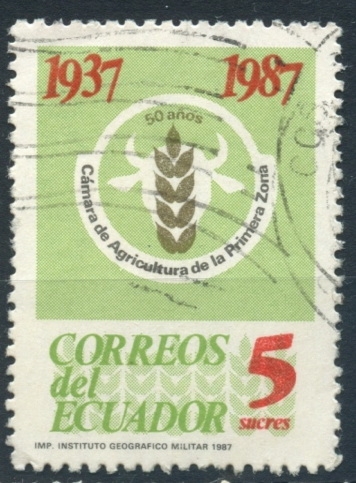 1937 1987
50 años
Cámara de Agricultura de la Primera Zona
CORREOS
del
ECUADOR
5
sucres
IMP. INSTITUTO GEOGRAFICO MILITAR 1987